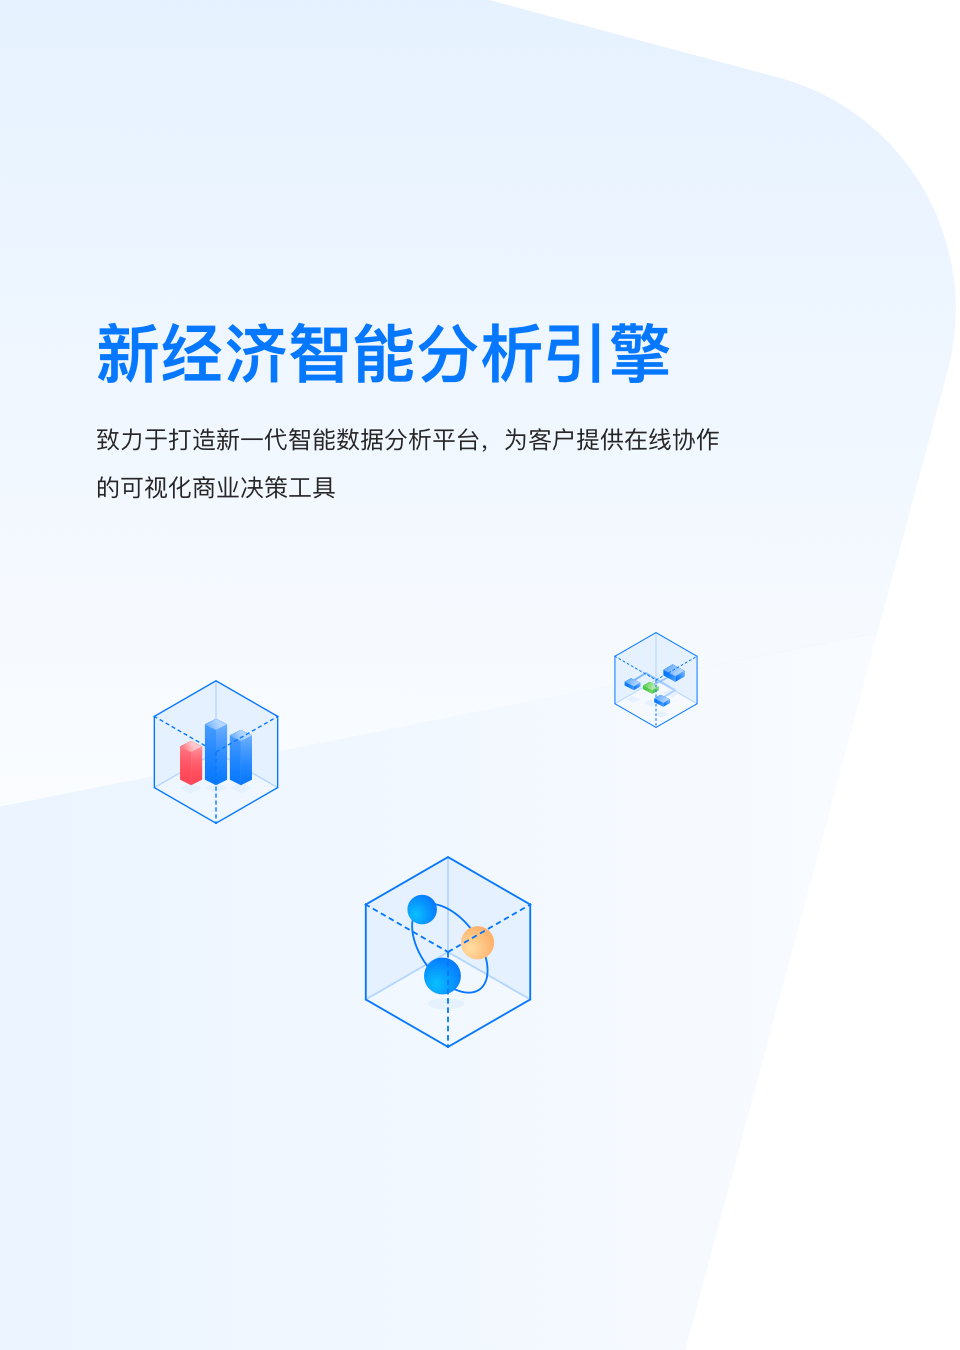 新经济智能分析引擎
致力于打造新一代智能数据分析平台，为客户提供在线协作
的可视化商业决策工具